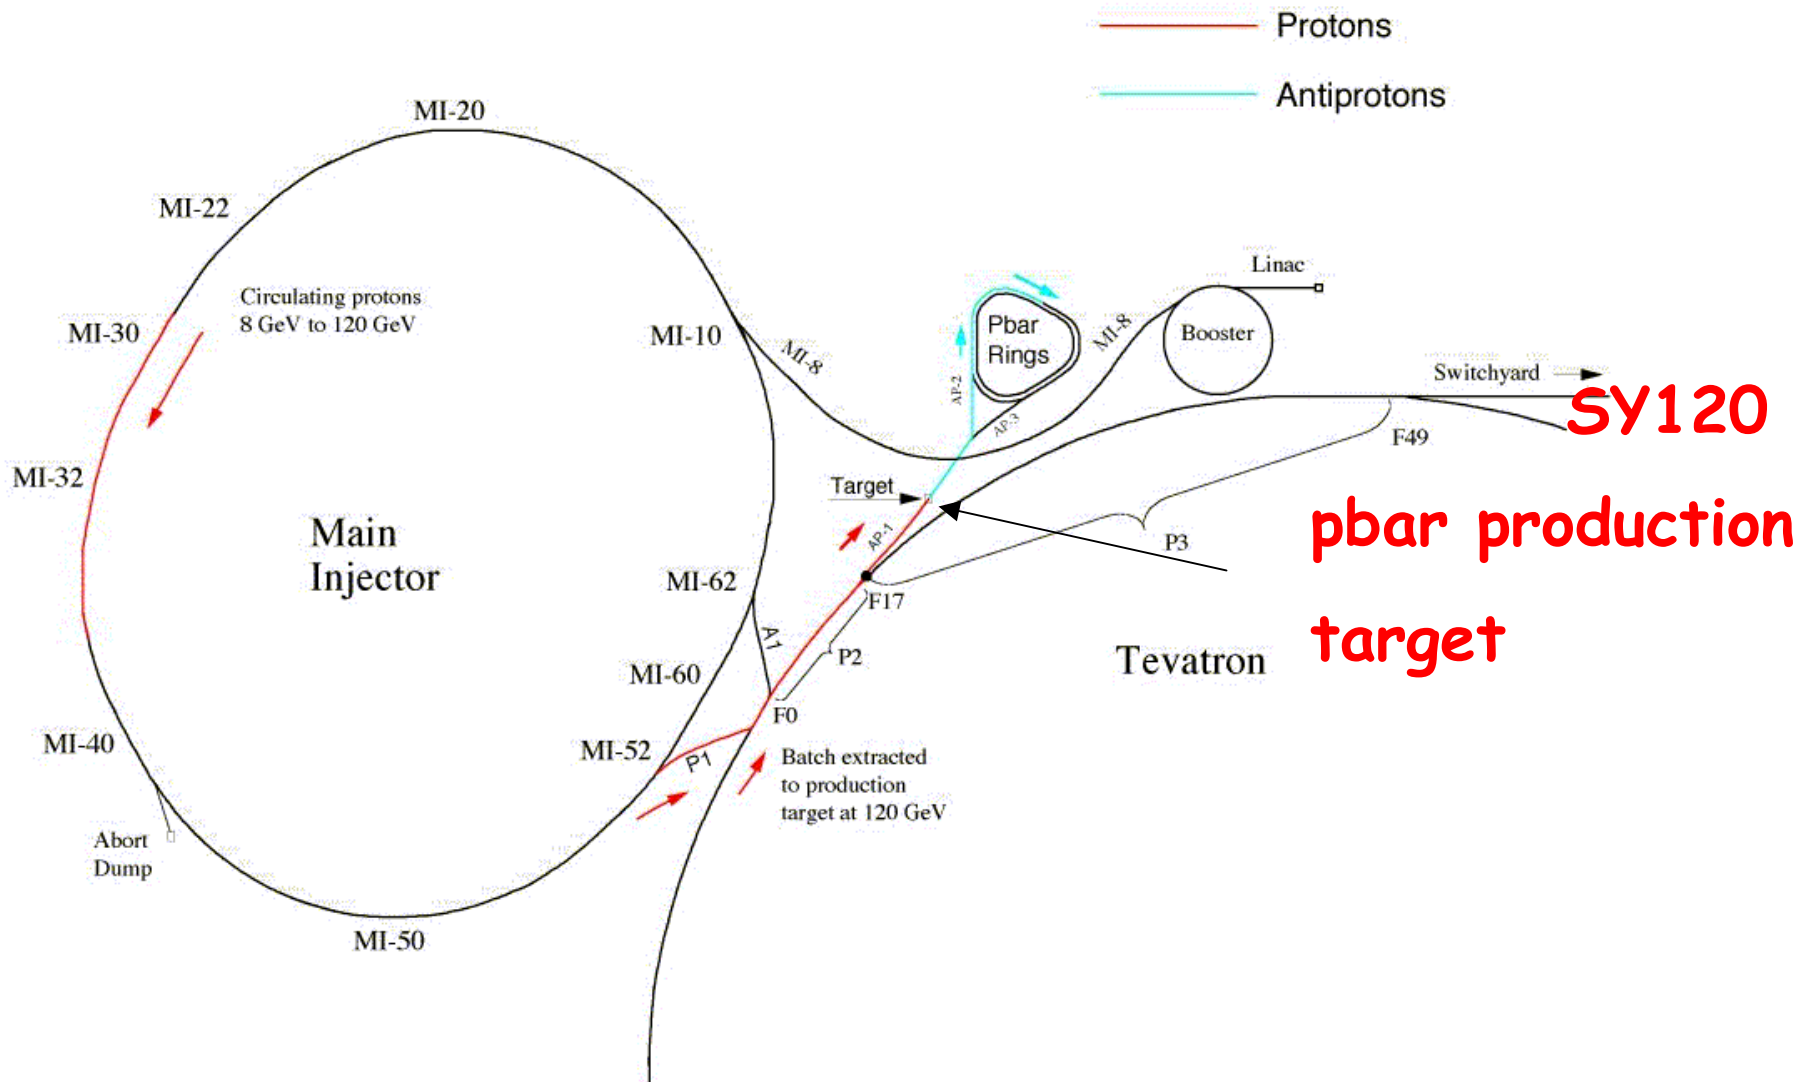 Protons
Antiprotons
MI-20
MI-22
Linac
Circulating protons
8 GeV to 120 GeV
MI-30
MI-10
MI-8
Pbar
Rings
MI-8
Booster
AP-2
Switchyard
SY120
AP-3
F49
MI-32
Target
Main
Injector
AP-1
P3
pbar production
target
MI-62
F17
A1
P2
Tevatron
MI-60
F0
MI-40
MI-52
P1
Batch extracted
to production
target at 120 GeV
Abort
Dump
MI-50